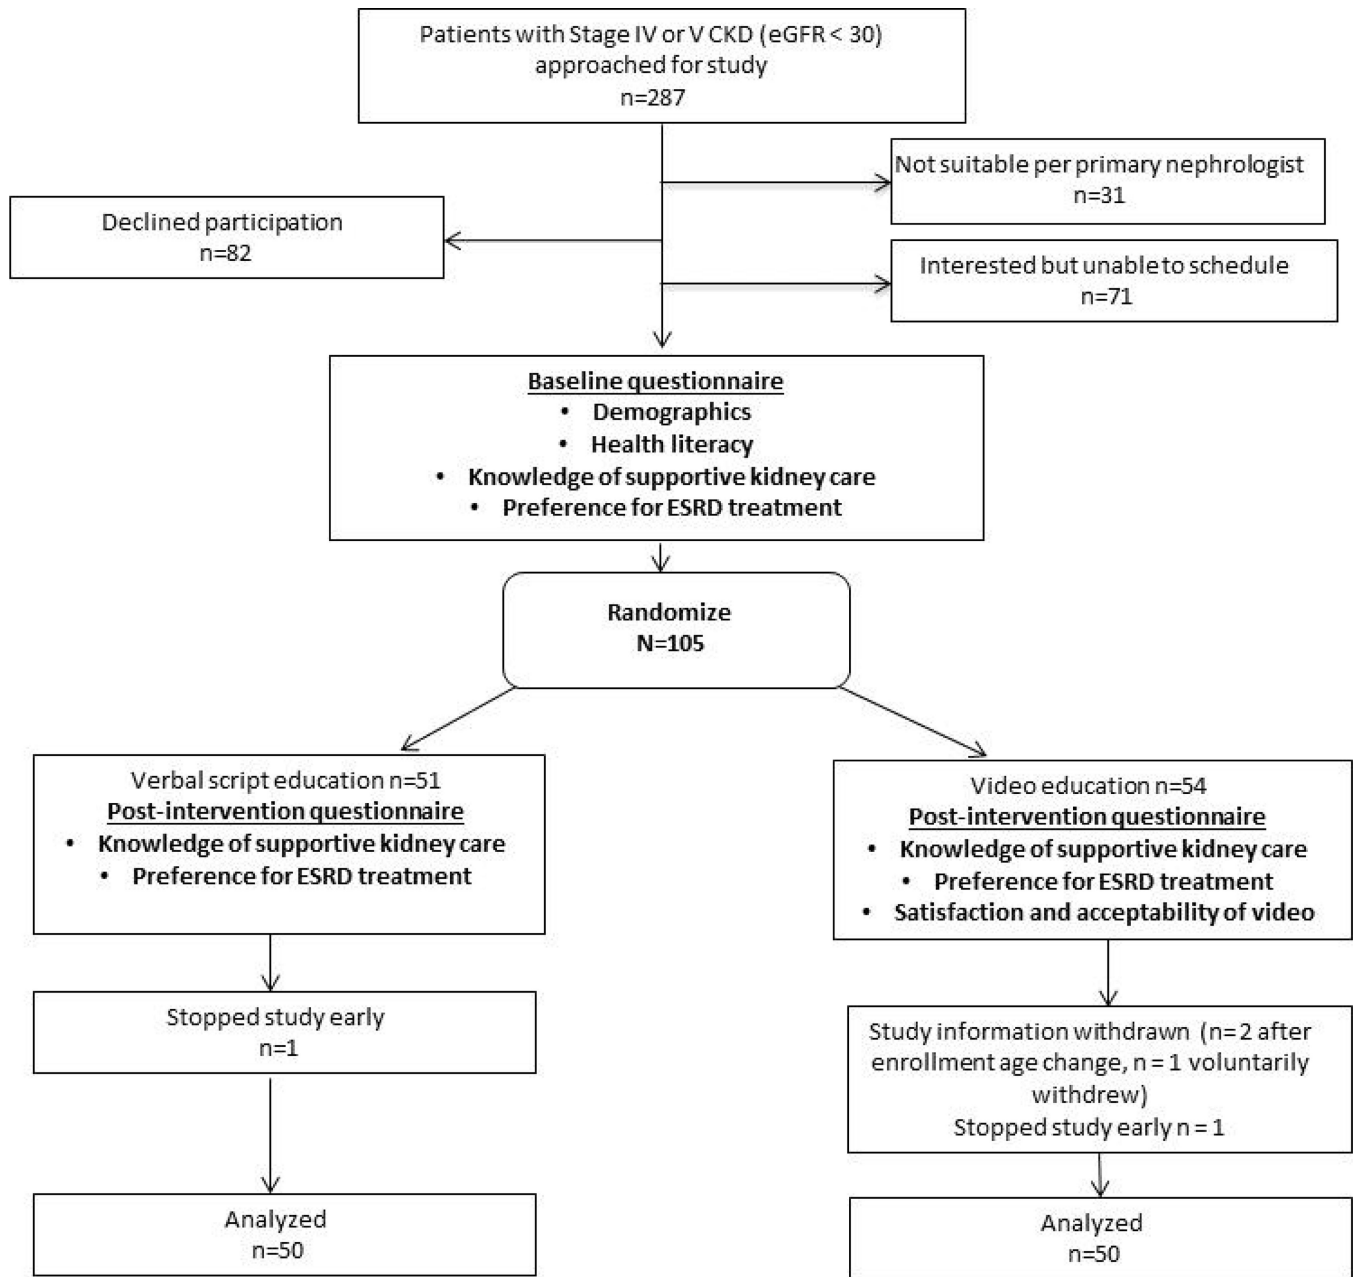 Patients with Stage IV or V CKD (eGFR < 30)
approached for study
n=287
Not suitable per primary nephrologist
n=31
Declined participation
n=82
Interested but unable to schedule
n=71
Baseline questionnaire
• Demographics
• Health literacy
• Knowledge of supportive kidney care
• Preference for ESRD treatment
Randomize
N=105
Verbal script education n=51
Post-intervention questionnaire
• Knowledge of supportive kidney care
• Preference for ESRD treatment
Video education n=54
Post-intervention questionnaire
• Knowledge of supportive kidney care
• Preference for ESRD treatment
• Satisfaction and acceptability of video
Stopped study early
n=1
Study information withdrawn (n= 2 after
enrollment age change, n = 1 voluntarily
withdrew)
Stopped study early n = 1
Analyzed
n=50
Analyzed
n=50